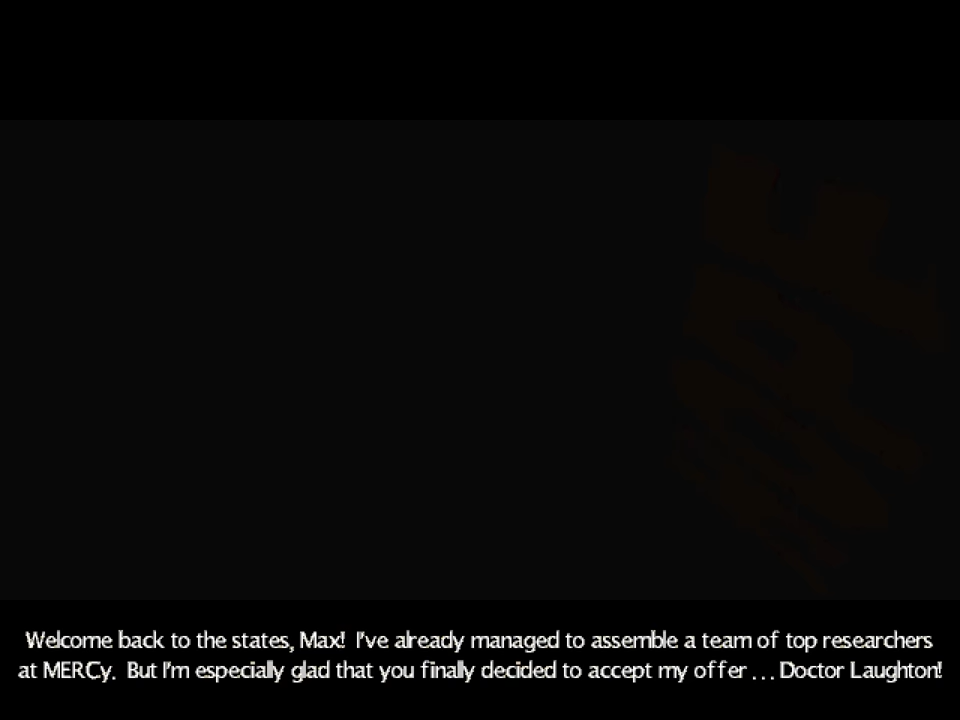 Welcome back to the states, Max! I've already managed to assemble a team of top researchers
at MERCy. But I'm especially glad that you finally decided to accept my offer ... Doctor Laughton!